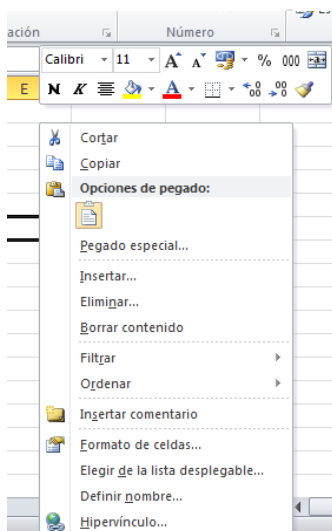 ación
Número
Calibri 11 A A % 000
E
N K A
Cortar
Copiar
Opciones de pegado:
Pegado especial...
Insertar...
Eliminar...
Borrar contenido
Filtrar
Ordenar
Insertar comentario
Formato de celdas...
Elegir de la lista desplegable...
Definir nombre...
Hipervínculo...